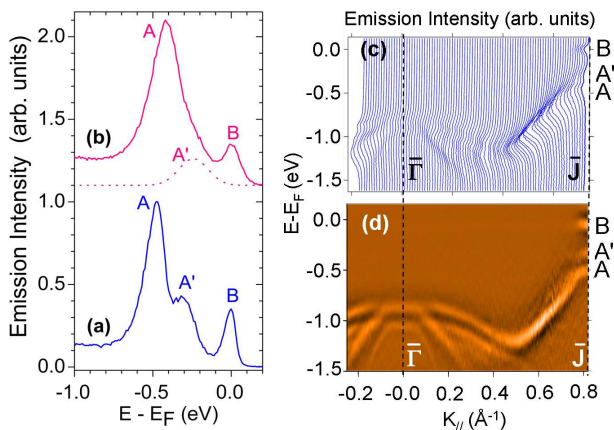 Emission Intensity (arb. units)
2.0
1.5
1.0
0.5
0.0
A
(b)
B
A'
A
A'
B
(a)
-1.0
-0.5
0.0
E - E_F (eV)
Emission Intensity (arb. units)
(c)
0.0
-0.5
-1.0
-1.5
B
A'
A
Γ̅
J̅
E-E_F (eV)
(d)
-0.5
-1.0
-1.5
B
A'
A
Γ̅
J̅
-0.2
-0.0
0.2
0.4
0.6
0.8
K_// (Å⁻¹)